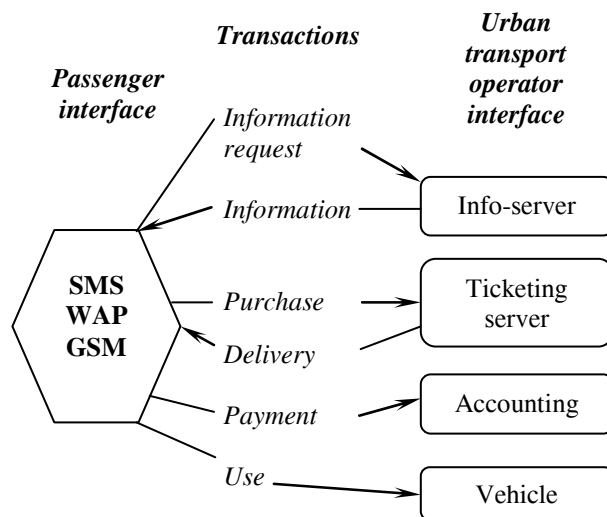 Passenger
interface
Transactions
Urban
transport
operator
interface
Information
request
Information
Info-server
SMS
WAP
GSM
Purchase
Delivery
Ticketing
server
Payment
Accounting
Use
Vehicle